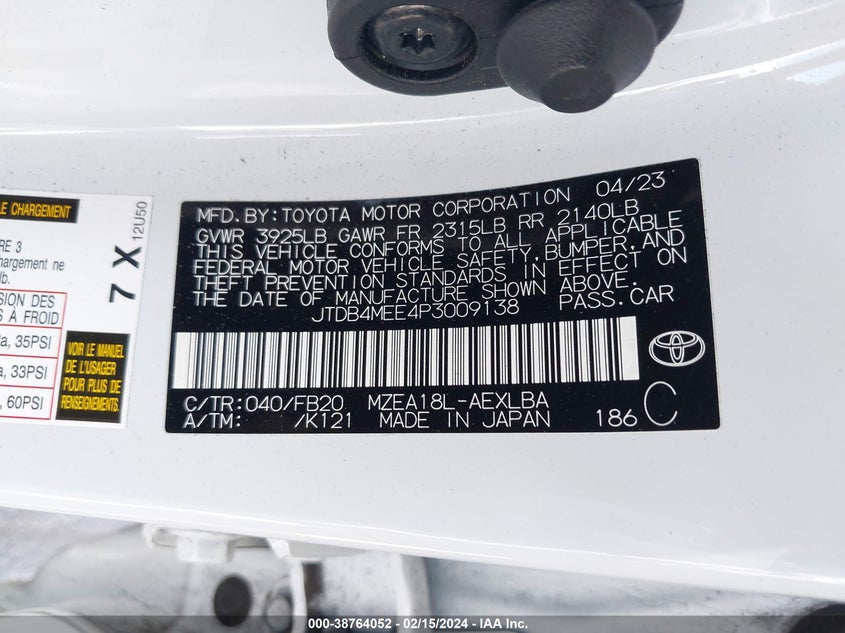 LE CHARGEMENT
RE 3
hargement ne
lb.
SION DES
S À FROID
a, 35PSI
a, 33PSI
, 60PSI
7 X
12U50
VOIR LE MANUEL
DE L'USAGER
POUR PLUS DE
RENSEIGNEMENTS
MFD. BY: TOYOTA MOTOR CORPORATION 04/23
GVWR 3925LB GAWR FR 2315LB RR 2140LB
THIS VEHICLE CONFORMS TO ALL APPLICABLE
FEDERAL MOTOR VEHICLE SAFETY, BUMPER, AND
THEFT PREVENTION STANDARDS IN EFFECT ON
THE DATE OF MANUFACTURE SHOWN ABOVE.
JTDB4MEE4P3009138 PASS. CAR
C/TR: 040/FB20 MZEA18L-AEXLBA
A/TM: /K121 MADE IN JAPAN 186 C
000-38764052 - 02/15/2024 - IAA Inc.